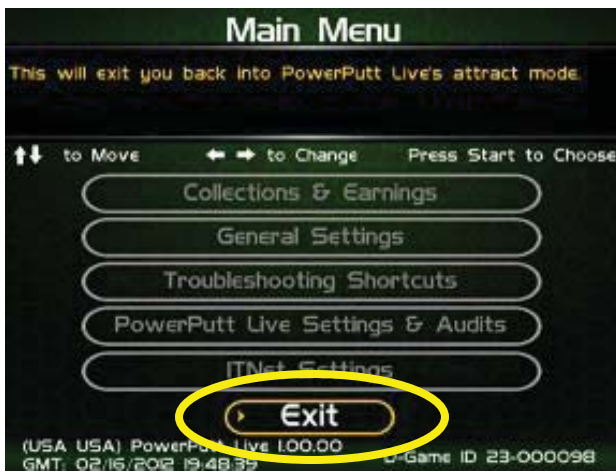 Main Menu
This will exit you back into PowerPutt Live's attract mode.
to Move to Change Press Start to Choose
Collections & Earnings
General Settings
Troubleshooting Shortcuts
PowerPutt Live Settings & Audits
ITNet Settings
Exit
(USA USA) PowerPutt Live 1.00.00
GMT: 02/16/2012 19:48:39 -Game ID 23-000098